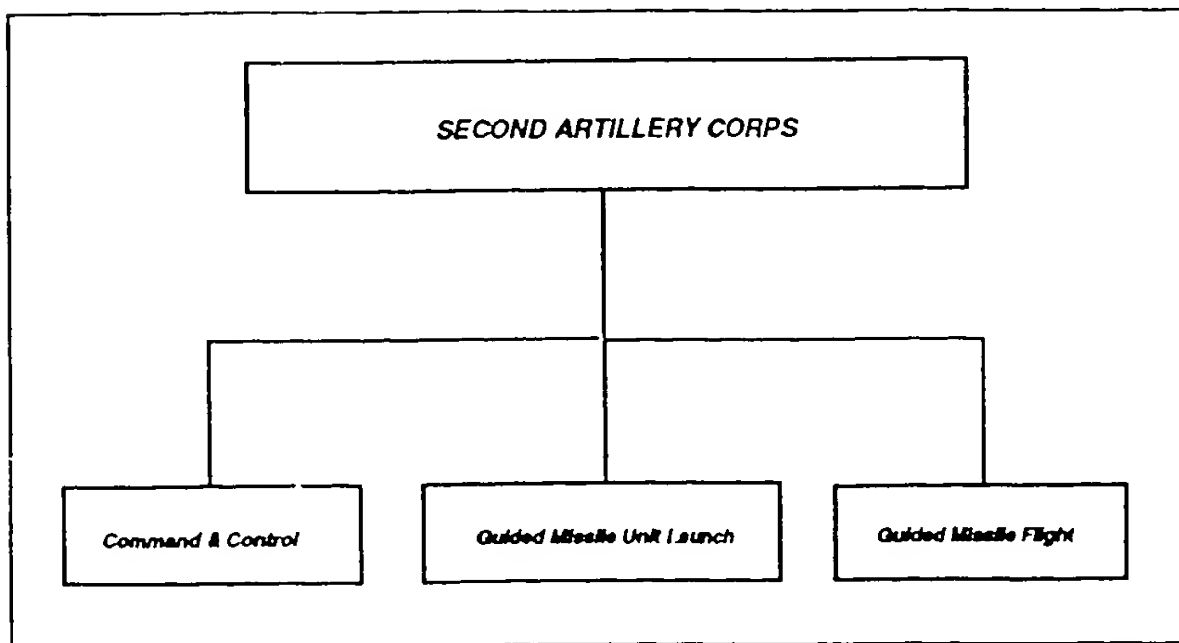 SECOND ARTILLERY CORPS
Command & Control
Guided Missile Unit Launch
Guided Missile Flight